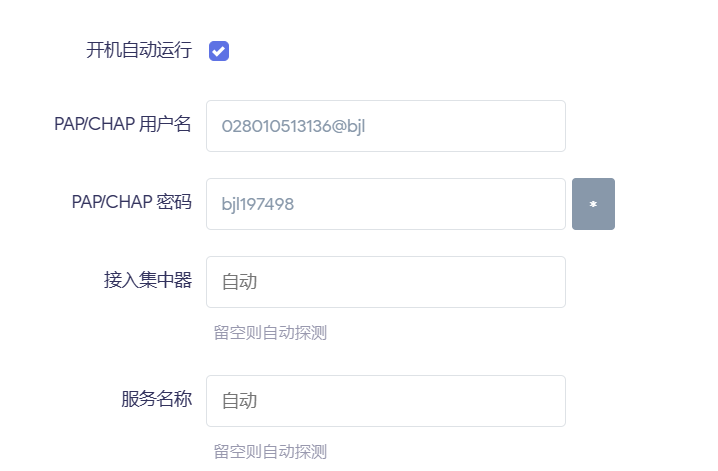 开机自动运行
PAP/CHAP 用户名 028010513136@bjl
PAP/CHAP 密码 bjl197498 *
接入集中器 自动
留空则自动探测
服务名称 自动
留空则自动探测